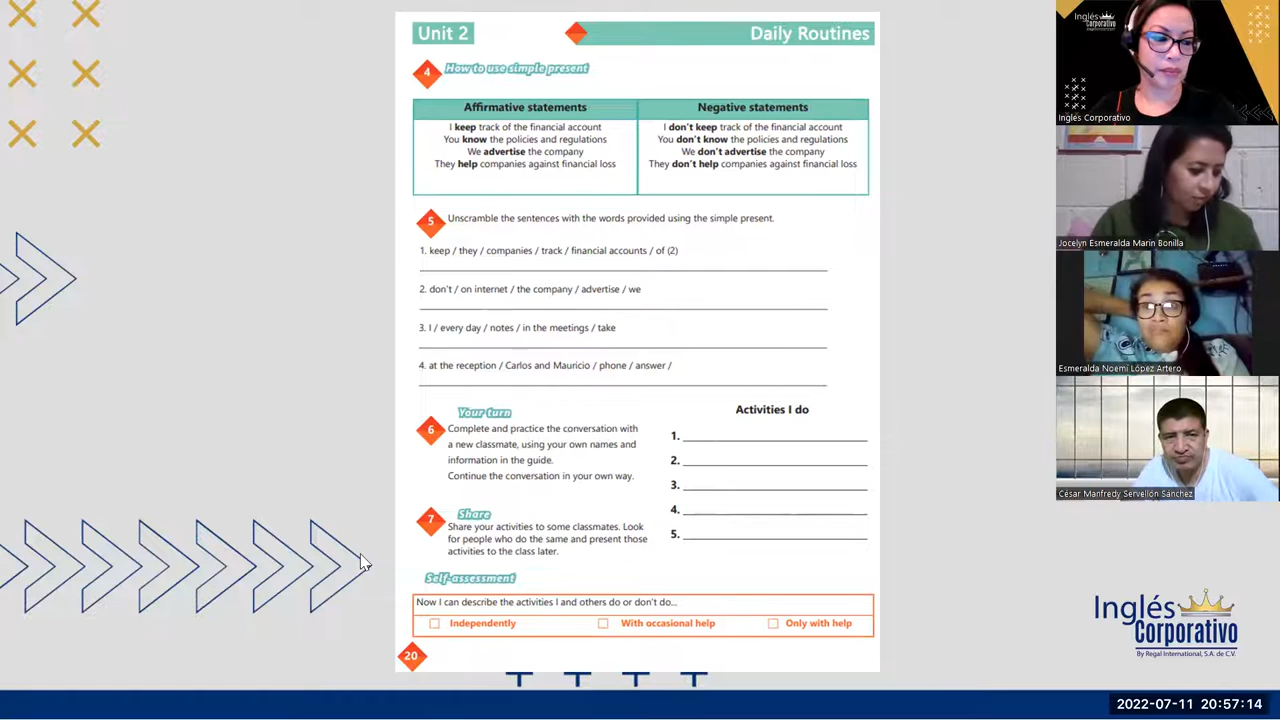 Unit 2
Daily Routines
4
How to use simple present
Affirmative statements
Negative statements
I keep track of the financial account
You know the policies and regulations
We advertise the company
They help companies against financial loss
I don't keep track of the financial account
You don't know the policies and regulations
We don't advertise the company
They don't help companies against financial loss
5
Unscramble the sentences with the words provided using the simple present.
1. keep / they / companies / track / financial accounts / of (2)
2. don't / on internet / the company / advertise / we
3. I / every day / notes / in the meetings / take
4. at the reception / Carlos and Mauricio / phone / answer /
6
Your turn
Complete and practice the conversation with
a new classmate, using your own names and
information in the guide.
Continue the conversation in your own way.
7
Share
Share your activities to some classmates. Look
for people who do the same and present those
activities to the class later.
Activities I do
1.
2.
3.
4.
5.
Self-assessment
Now I can describe the activities I and others do or don't do...
Independently
With occasional help
Only with help
20
Inglés
Corporativo
Inglés Corporativo
Jocelyn Esmeralda Marin Bonilla
Esmeralda Noemí López Artero
César Manfredy Servellón Sánchez
Inglés
Corporativo
By Regal International, S.A. de C.V.
2022-07-11 20:57:14